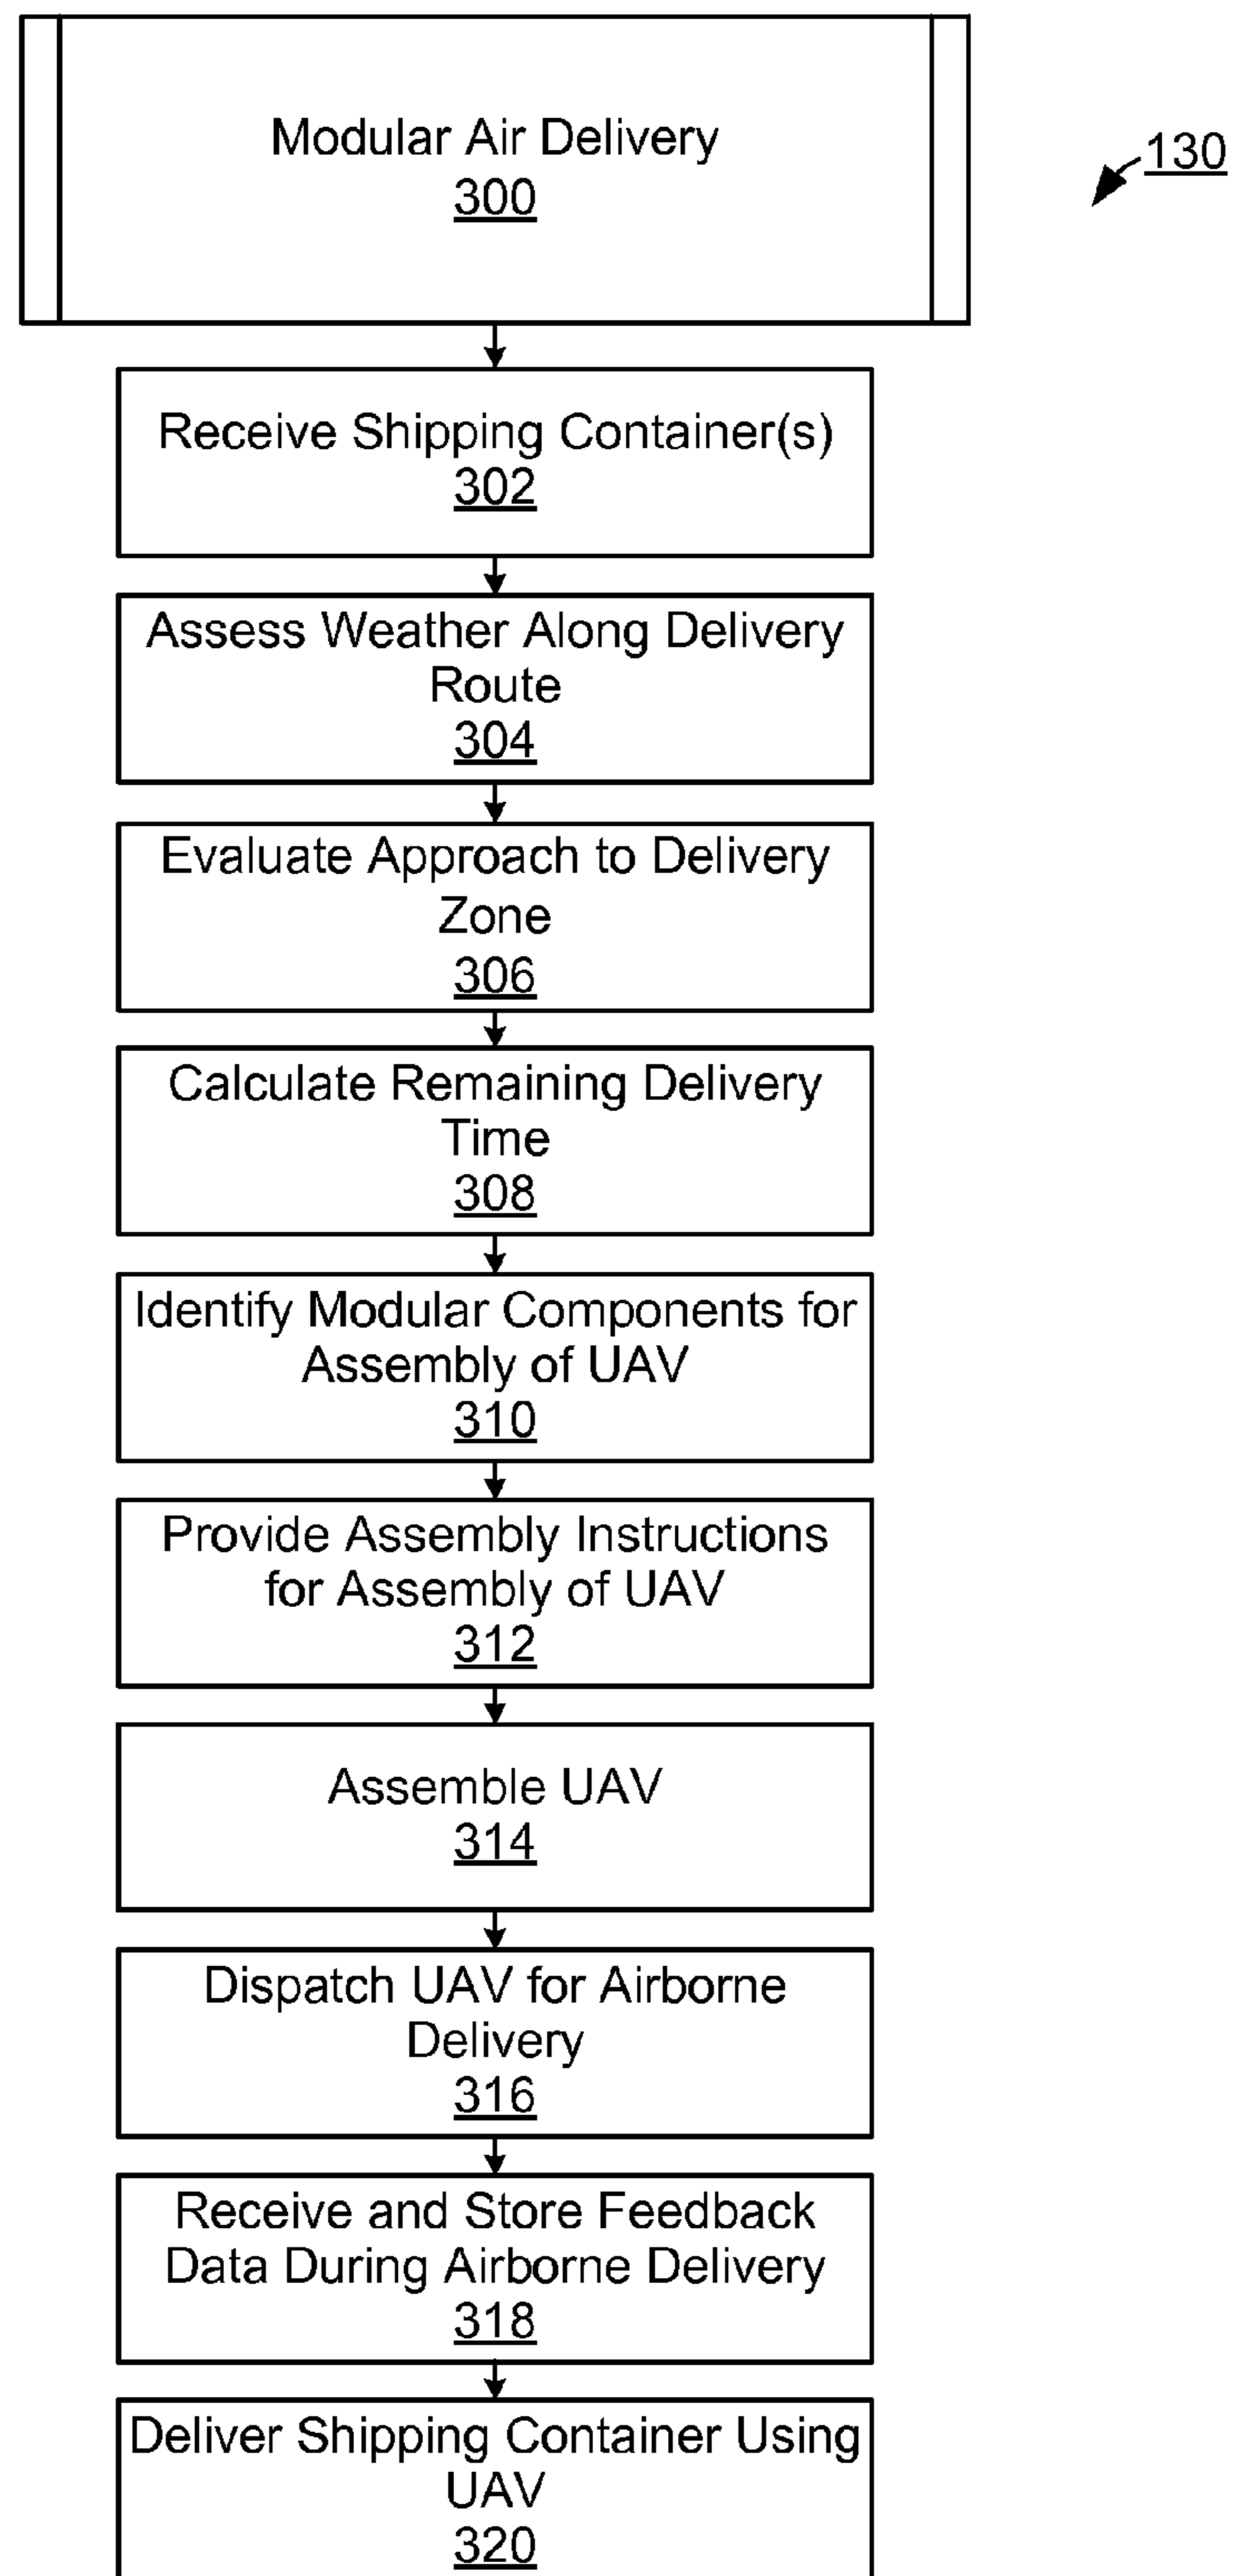 Modular Air Delivery
300
130
Receive Shipping Container(s)
302
Assess Weather Along Delivery
Route
304
Evaluate Approach to Delivery
Zone
306
Calculate Remaining Delivery
Time
308
Identify Modular Components for
Assembly of UAV
310
Provide Assembly Instructions
for Assembly of UAV
312
Assemble UAV
314
Dispatch UAV for Airborne
Delivery
316
Receive and Store Feedback
Data During Airborne Delivery
318
Deliver Shipping Container Using
UAV
320